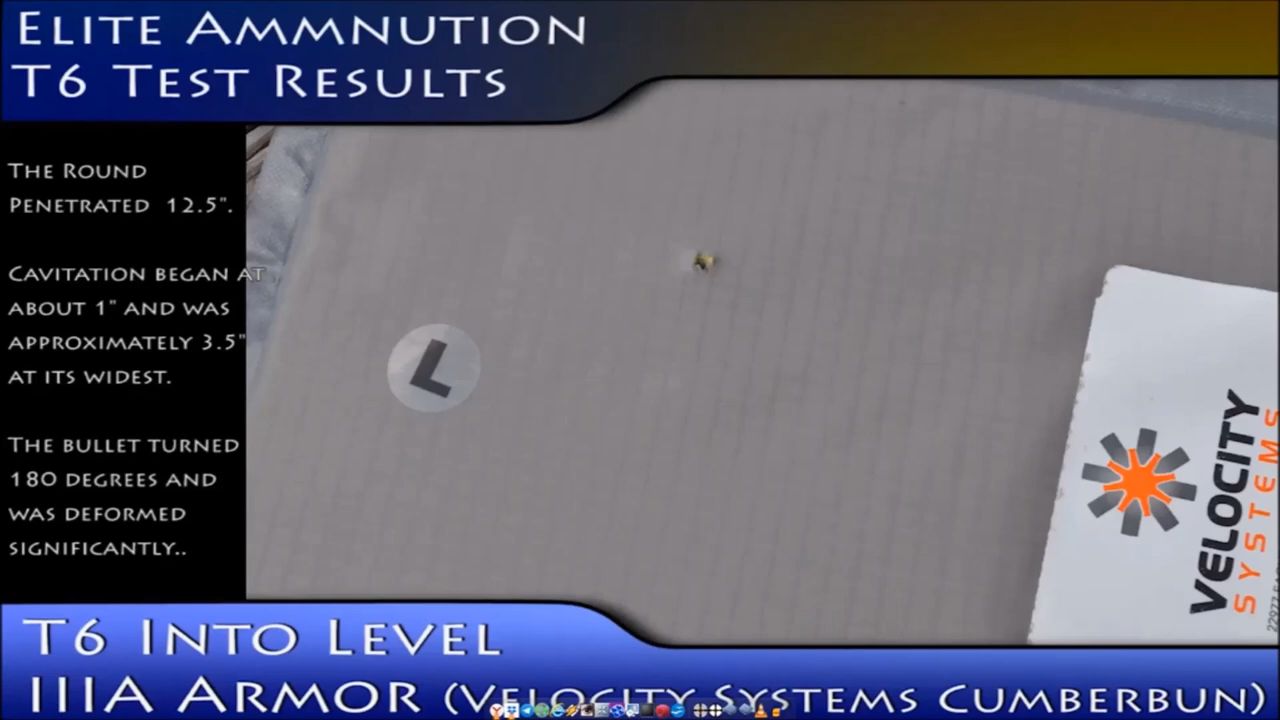 ELITE AMMNUTION
T6 TEST RESULTS
THE ROUND
PENETRATED 12.5".
CAVITATION BEGAN AT
ABOUT 1" AND WAS
APPROXIMATELY 3.5"
AT ITS WIDEST.
THE BULLET TURNED
180 DEGREES AND
WAS DEFORMED
SIGNIFICANTLY..
L
VELOCITY
SYSTEMS
T6 INTO LEVEL
IIIA ARMOR (VELOCITY SYSTEMS CUMBERBUN)